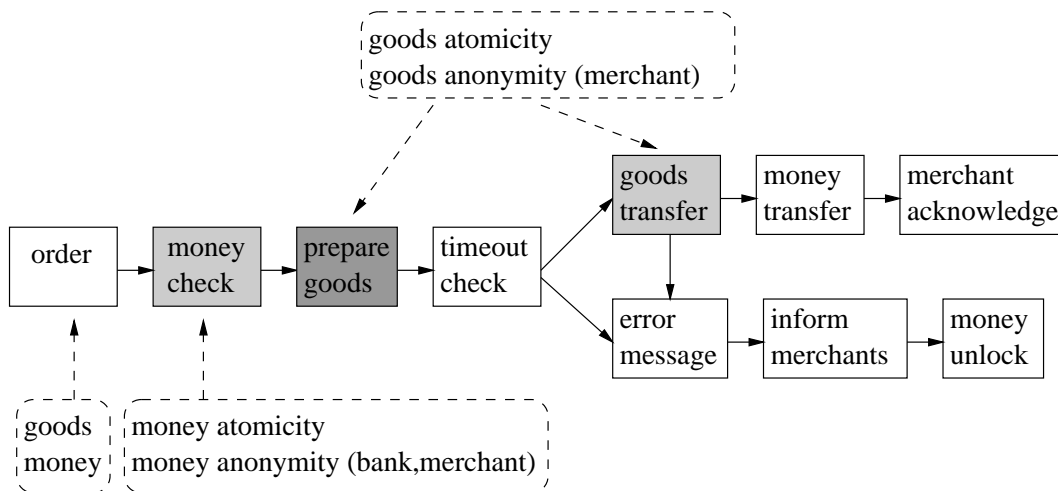 goods atomicity
goods anonymity (merchant)
goods
transfer
money
transfer
merchant
acknowledge
order
money
check
prepare
goods
timeout
check
error
message
inform
merchants
money
unlock
goods
money
money atomicity
money anonymity (bank,merchant)